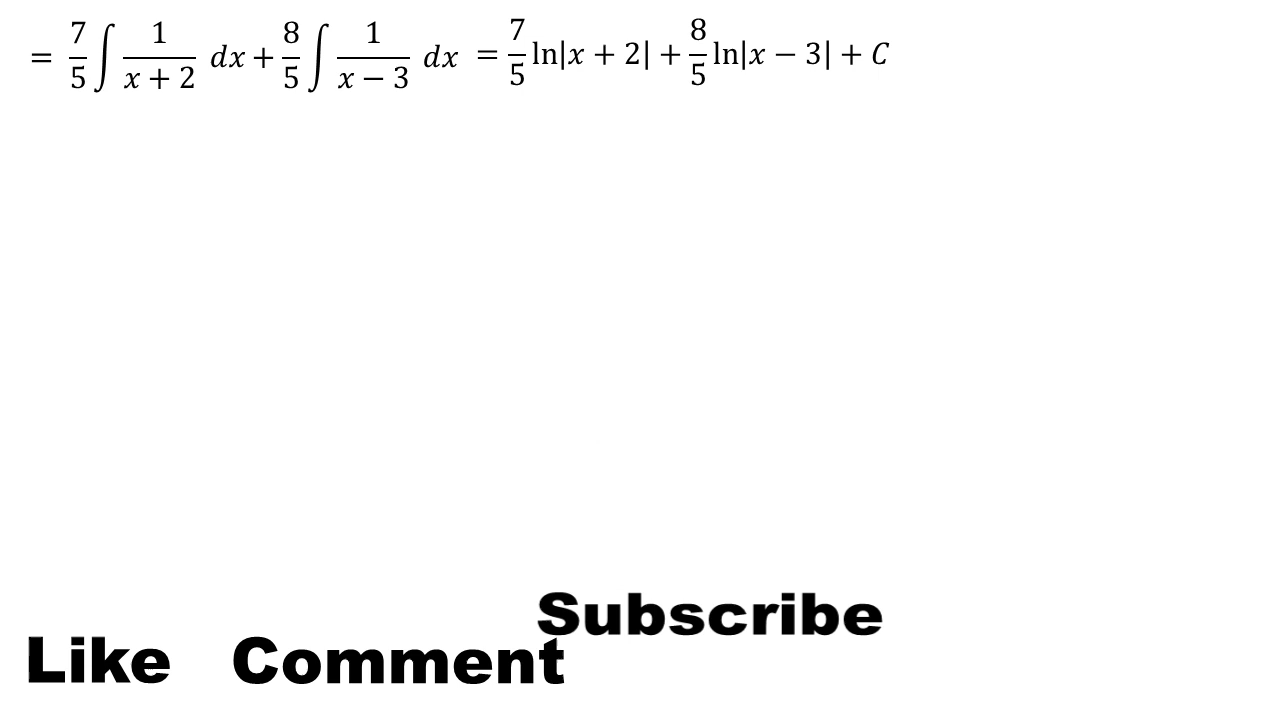 = 7/5 ∫ 1/(x + 2) dx + 8/5 ∫ 1/(x − 3) dx = 7/5 ln|x + 2| + 8/5 ln|x − 3| + C
Subscribe
Like Comment